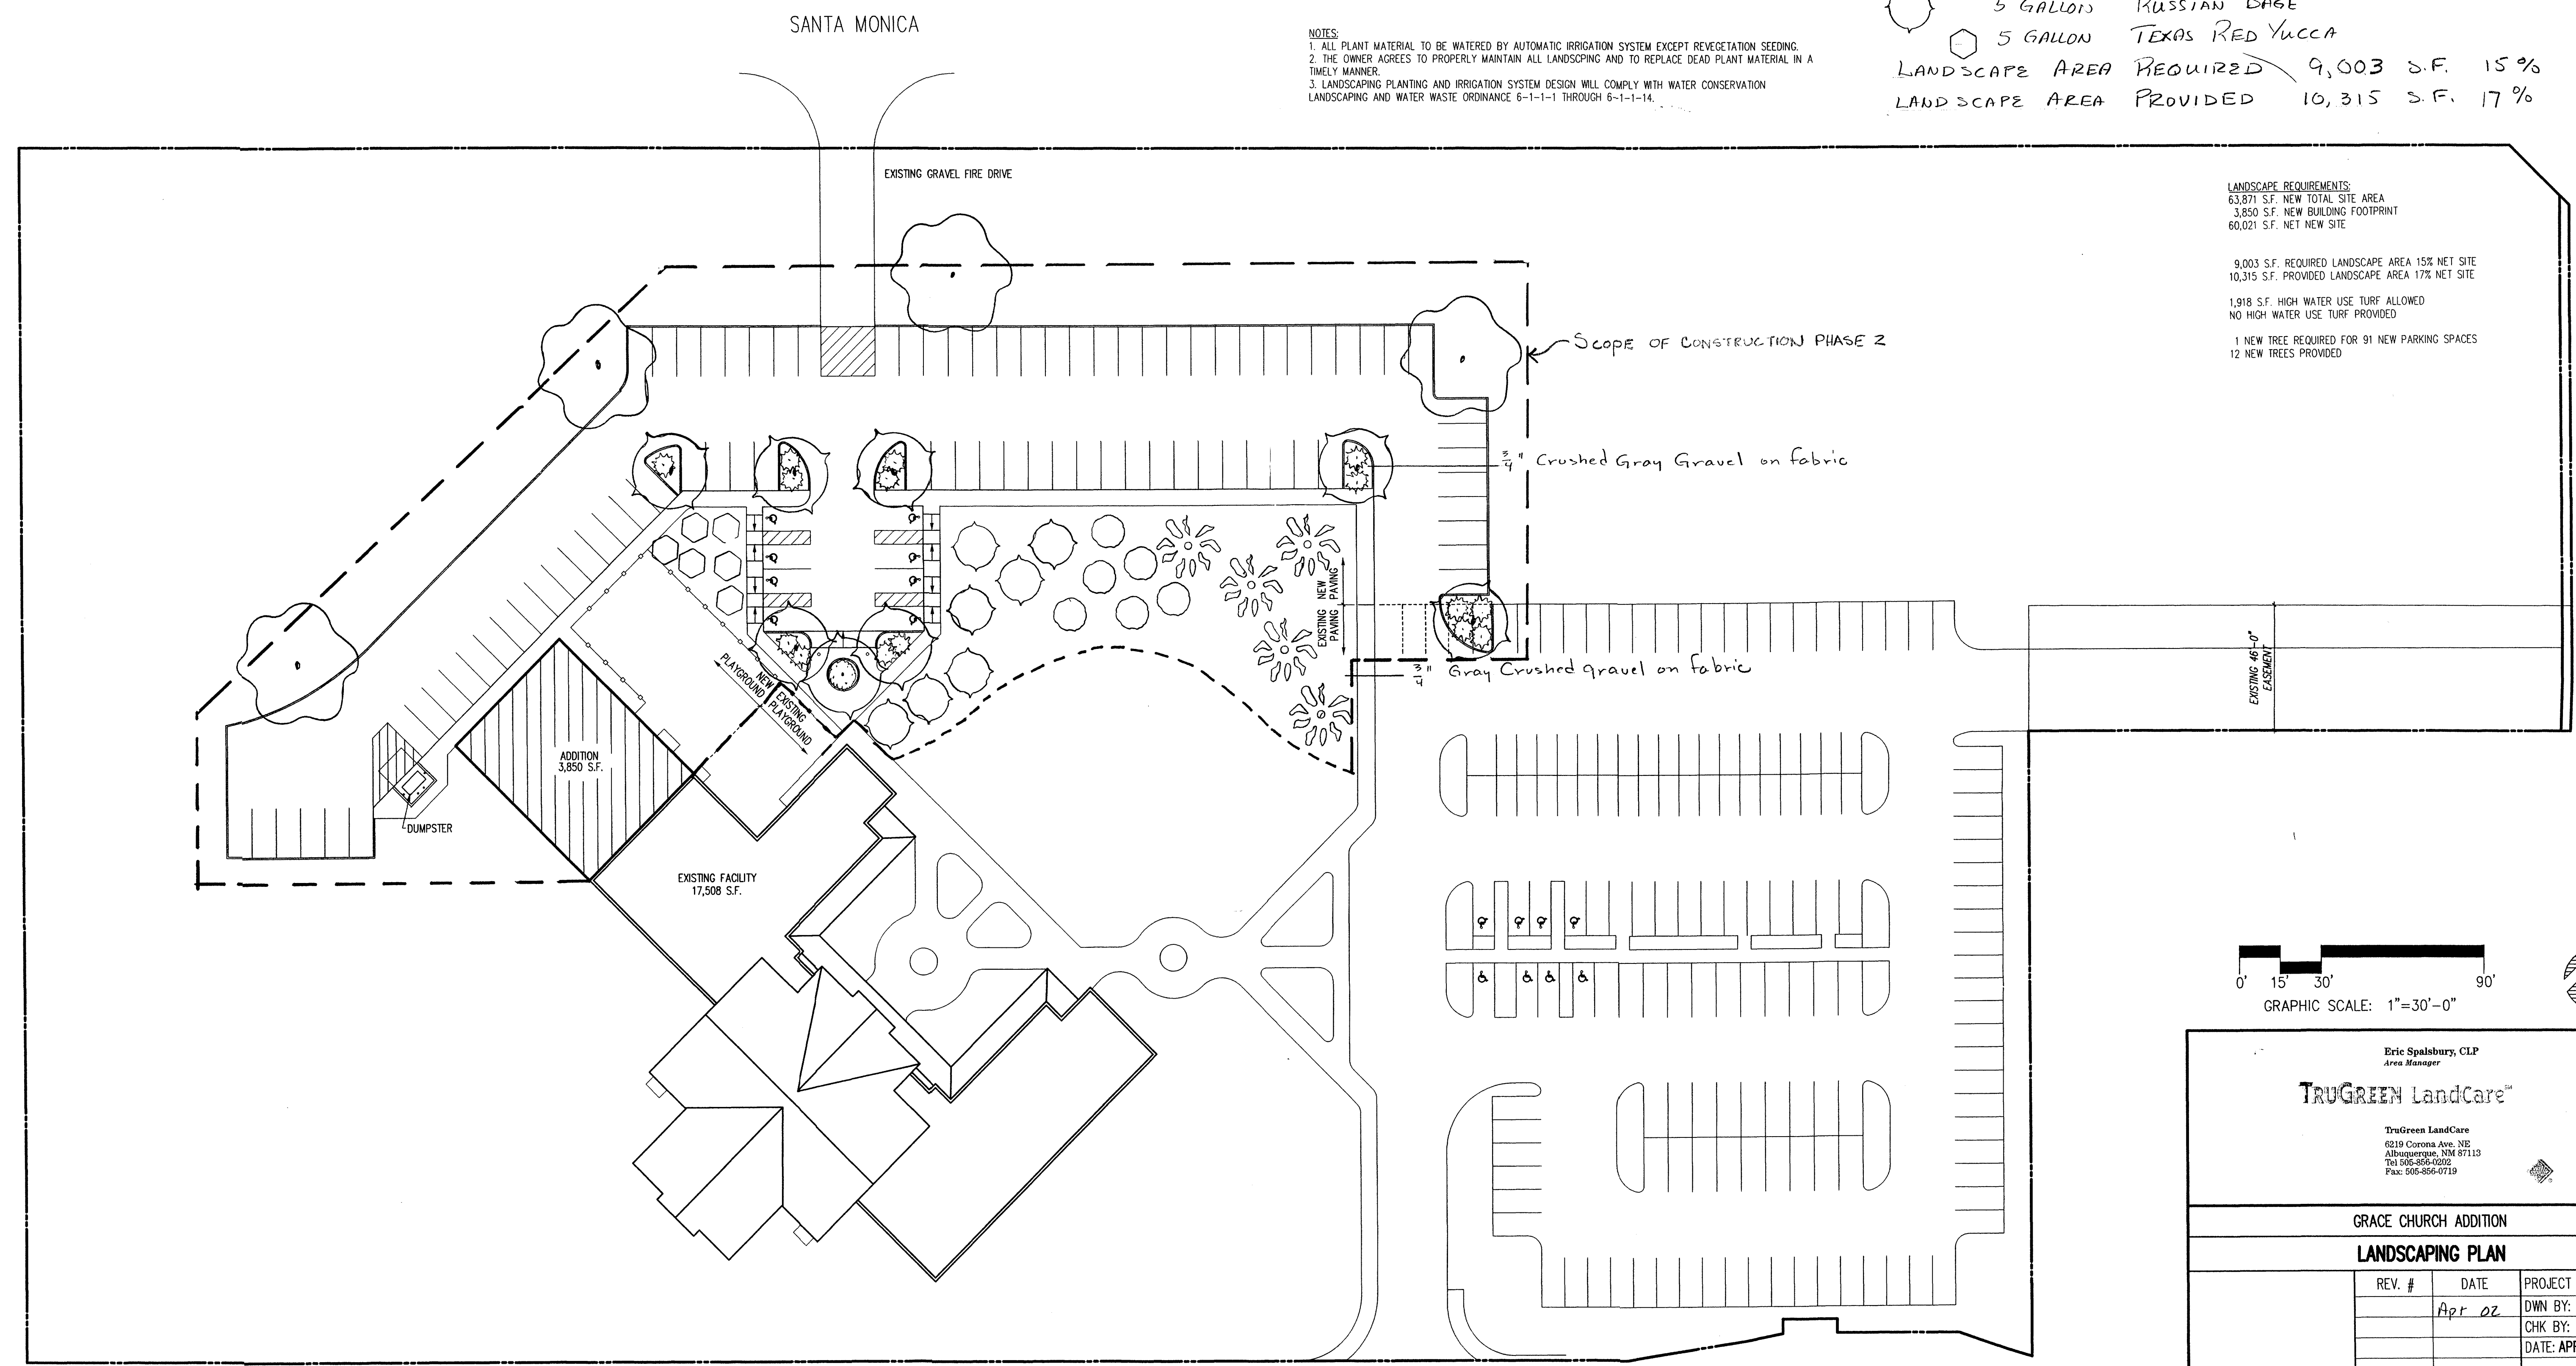 SANTA MONICA
5 GALLON RUSSIAN SAGE
5 GALLON TEXAS RED YUCCA
LANDSCAPE AREA REQUIRED 9,003 S.F. 15%
LANDSCAPE AREA PROVIDED 10,315 S.F. 17%
NOTES:
1. ALL PLANT MATERIAL TO BE WATERED BY AUTOMATIC IRRIGATION SYSTEM EXCEPT REVEGETATION SEEDING.
2. THE OWNER AGREES TO PROPERLY MAINTAIN ALL LANDSCPING AND TO REPLACE DEAD PLANT MATERIAL IN A
TIMELY MANNER.
3. LANDSCAPING PLANTING AND IRRIGATION SYSTEM DESIGN WILL COMPLY WITH WATER CONSERVATION
LANDSCAPING AND WATER WASTE ORDINANCE 6-1-1-1 THROUGH 6-1-1-14.
EXISTING GRAVEL FIRE DRIVE
LANDSCAPE REQUIREMENTS:
63,871 S.F. NEW TOTAL SITE AREA
3,850 S.F. NEW BUILDING FOOTPRINT
60,021 S.F. NET NEW SITE
9,003 S.F. REQUIRED LANDSCAPE AREA 15% NET SITE
10,315 S.F. PROVIDED LANDSCAPE AREA 17% NET SITE
1,918 S.F. HIGH WATER USE TURF ALLOWED
NO HIGH WATER USE TURF PROVIDED
1 NEW TREE REQUIRED FOR 91 NEW PARKING SPACES
12 NEW TREES PROVIDED
SCOPE OF CONSTRUCTION PHASE 2
3/4" Crushed Gray Gravel on fabric
EXISTING NEW
PAVING PAVING
3/4" Gray Crushed gravel on fabric
NEW
PLAYGROUND
EXISTING
PLAYGROUND
EXISTING 46'-0"
EASEMENT
ADDITION
3,850 S.F.
DUMPSTER
EXISTING FACILITY
17,508 S.F.
0' 15' 30' 90'
GRAPHIC SCALE: 1"=30'-0"
Eric Spalsbury, CLP
Area Manager
TRUGREEN LandCare℠
TruGreen LandCare
6219 Corona Ave. NE
Albuquerque, NM 87113
Tel 505-856-0202
Fax: 505-856-0719
GRACE CHURCH ADDITION
LANDSCAPING PLAN
REV. # DATE PROJECT
Apr 02 DWN BY:
CHK BY:
DATE: AP